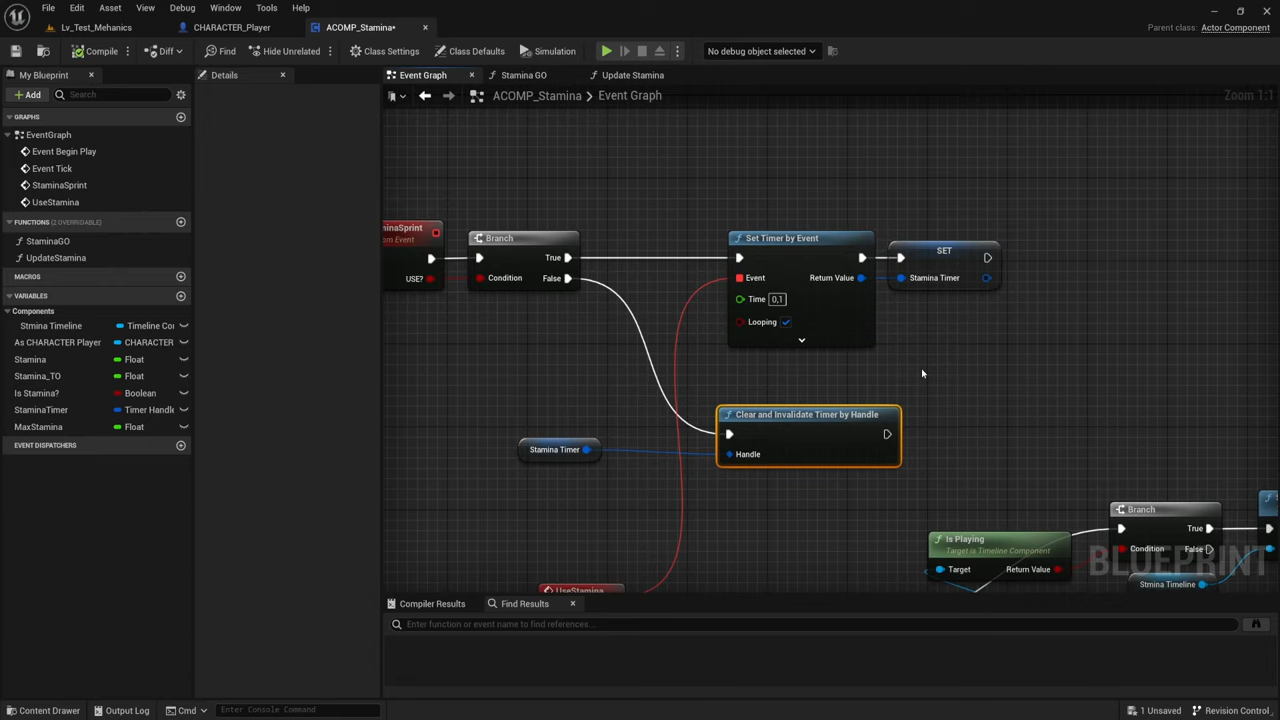 File Edit Asset View Debug Window Tools Help
Lv_Test_Mehanics CHARACTER_Player ACOMP_Stamina* Parent class: Actor Component
Compile Diff Find Hide Unrelated Class Settings Class Defaults Simulation No debug object selected
My Blueprint Details Event Graph Stamina GO Update Stamina
Add Search ACOMP_Stamina > Event Graph Zoom 1:1
GRAPHS
EventGraph
Event Begin Play
Event Tick
StaminaSprint
UseStamina
FUNCTIONS (2 OVERRIDABLE)
StaminaGO
UpdateStamina
MACROS
VARIABLES
Components
Stmina Timeline Timeline Co
As CHARACTER Player CHARACTER
Stamina Float
Stamina_TO Float
Is Stamina? Boolean
StaminaTimer Timer Handle
MaxStamina Float
EVENT DISPATCHERS
minaSprint
om Event
USE?
Branch
True
Condition False
Set Timer by Event
Event Return Value
Time 0,1
Looping
SET
Stamina Timer
Stamina Timer
Clear and Invalidate Timer by Handle
Handle
UseStamina
Is Playing
Target is Timeline Component
Target Return Value
Branch
True
Condition False
Stmina Timeline
BLUEPRINT
Compiler Results Find Results
Enter function or event name to find references...
Content Drawer Output Log Cmd Enter Console Command 1 Unsaved Revision Control